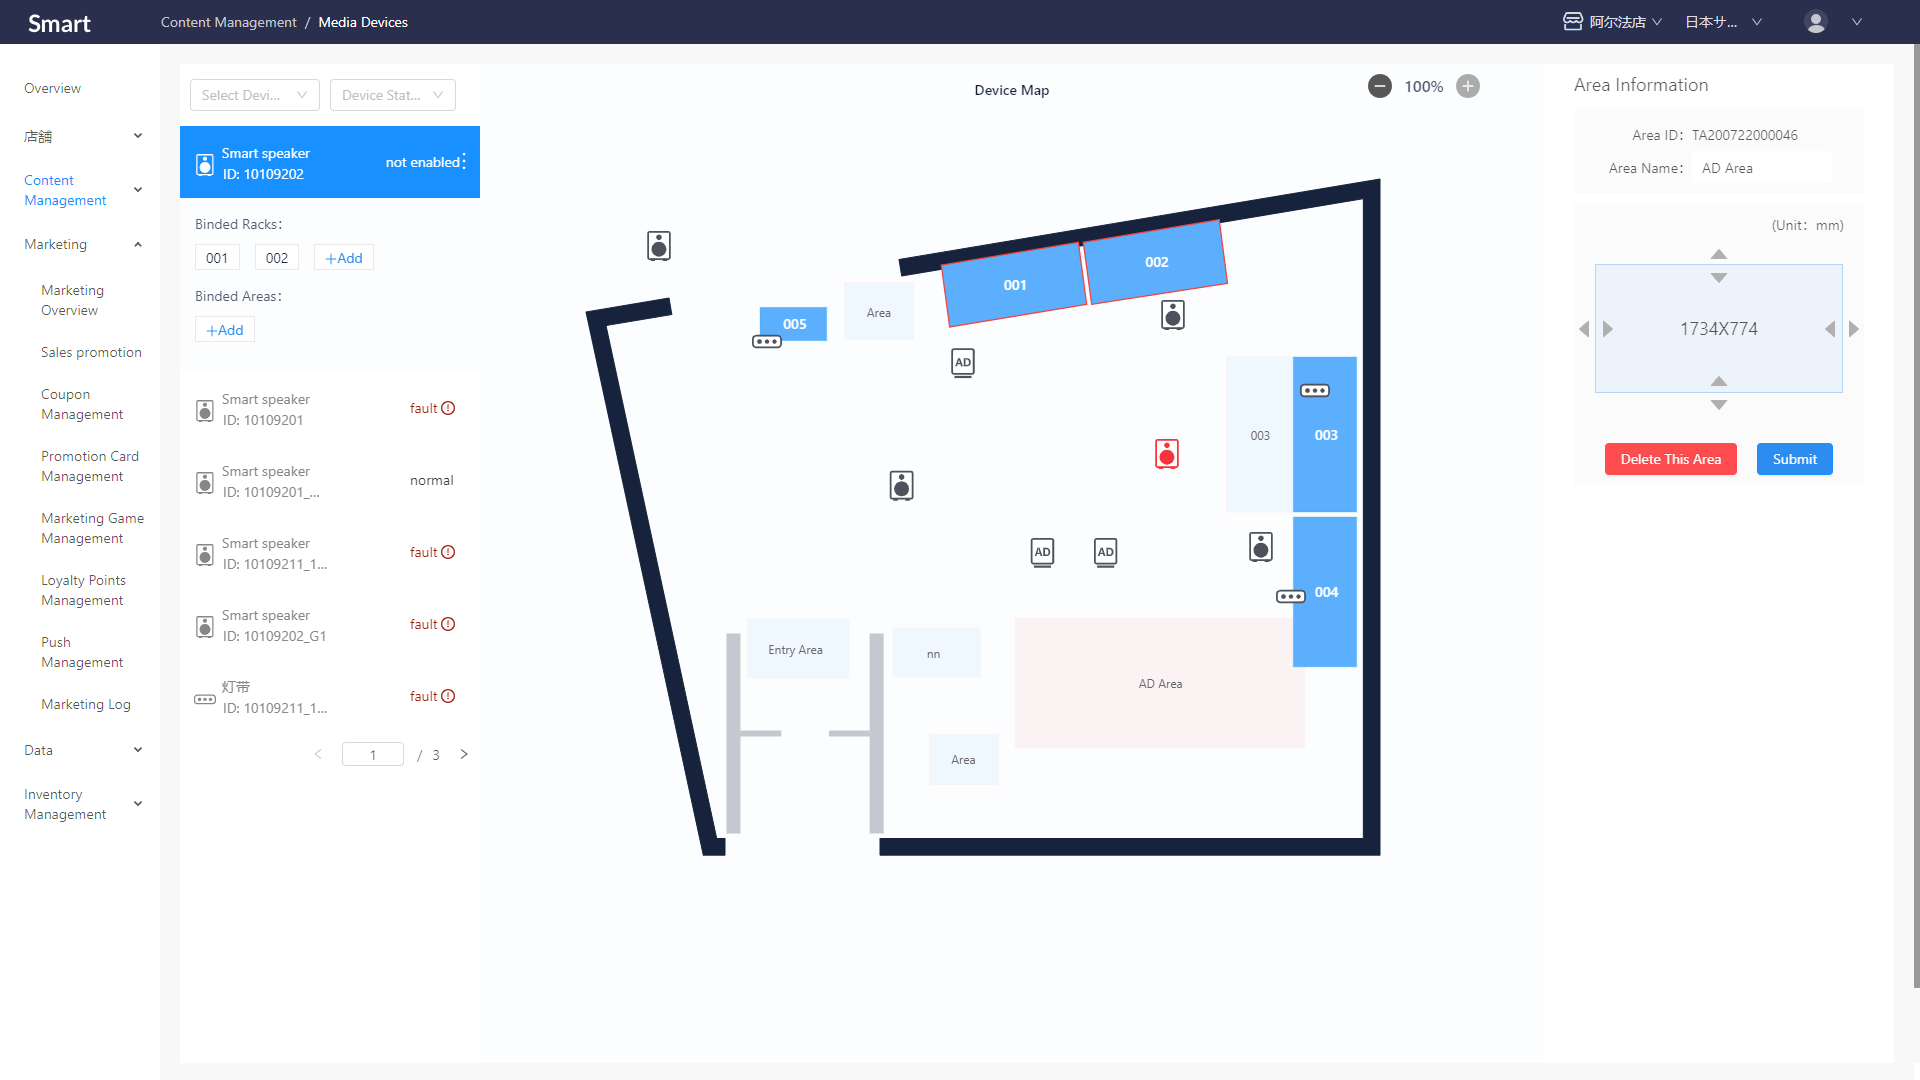 Smart
Content Management / Media Devices
阿尔法店
日本サ...
Overview
店舗
Content
Management
Marketing
Marketing
Overview
Sales promotion
Coupon
Management
Promotion Card
Management
Marketing Game
Management
Loyalty Points
Management
Push
Management
Marketing Log
Data
Inventory
Management
Select Devi...
Device Stat...
Smart speaker
ID: 10109202
not enabled
Binded Racks:
001
002
+Add
Binded Areas:
+Add
Smart speaker
ID: 10109201
fault
Smart speaker
ID: 10109201_...
normal
Smart speaker
ID: 10109211_1...
fault
Smart speaker
ID: 10109202_G1
fault
灯带
ID: 10109211_1...
fault
1 / 3
Device Map
100%
001
002
005
Area
AD
003
003
AD
AD
004
Entry Area
nn
AD Area
Area
Area Information
Area ID: TA200722000046
Area Name: AD Area
(Unit: mm)
1734X774
Delete This Area
Submit